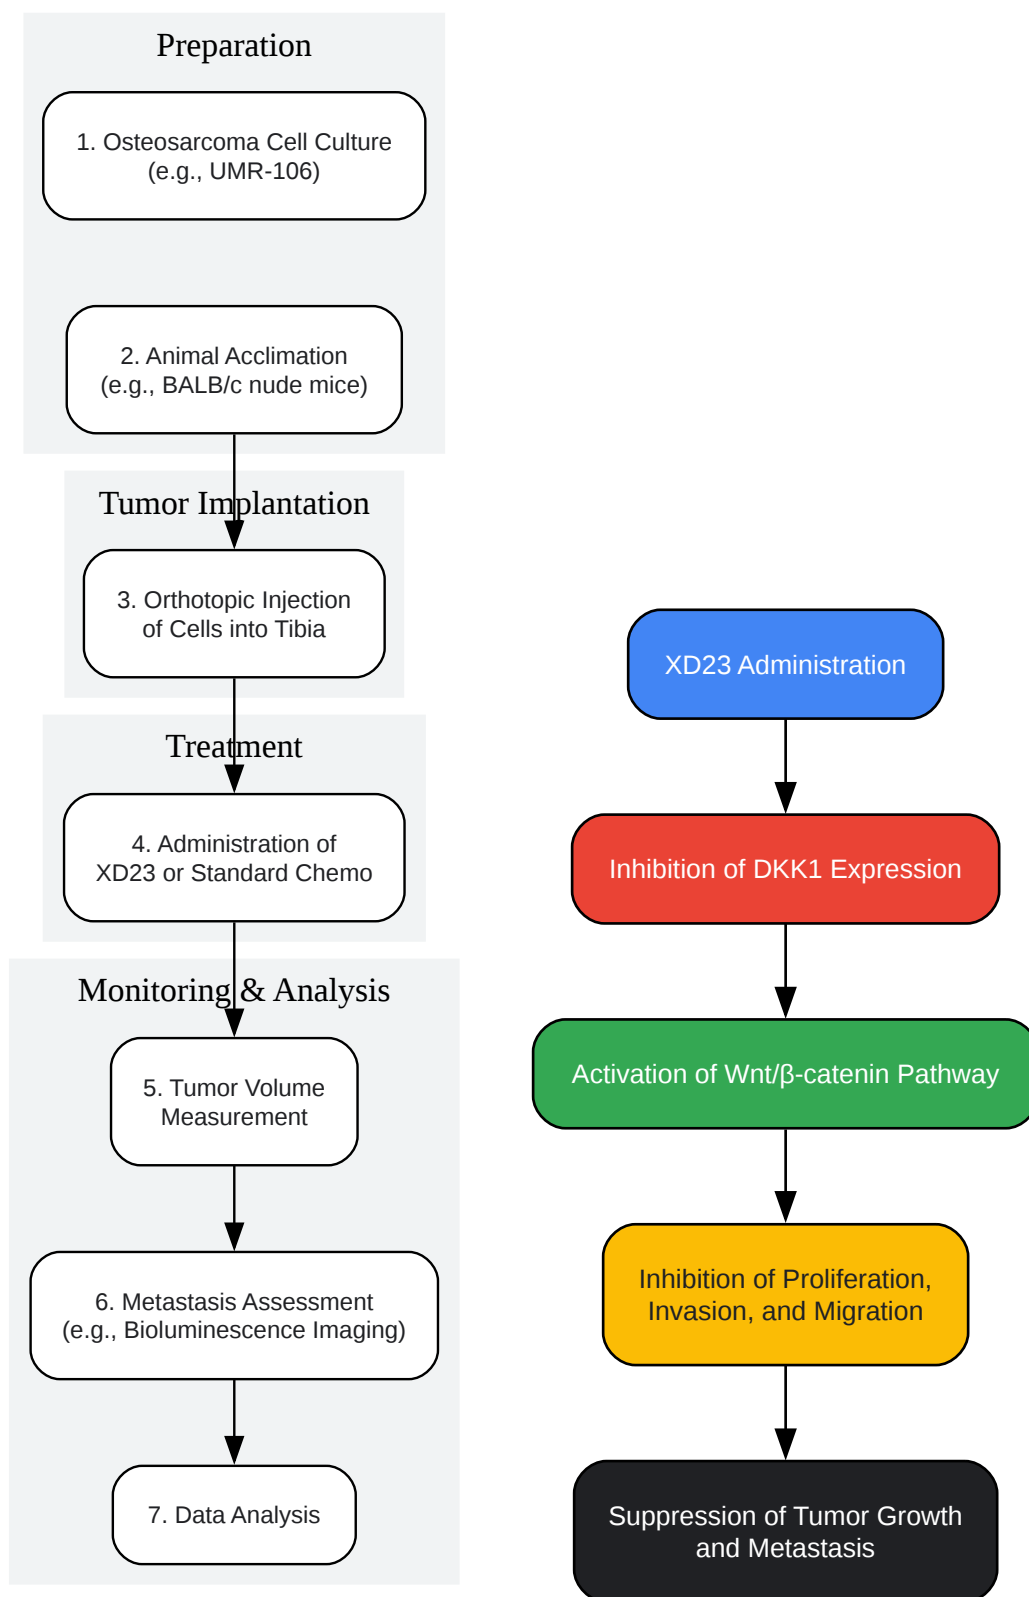 Preparation
1. Osteosarcoma Cell Culture
(e.g., UMR-106)
2. Animal Acclimation
(e.g., BALB/c nude mice)
Tumor Implantation
3. Orthotopic Injection
of Cells into Tibia
Treatment
4. Administration of
XD23 or Standard Chemo
Monitoring & Analysis
5. Tumor Volume
Measurement
6. Metastasis Assessment
(e.g., Bioluminescence Imaging)
7. Data Analysis
XD23 Administration
Inhibition of DKK1 Expression
Activation of Wnt/β-catenin Pathway
Inhibition of Proliferation,
Invasion, and Migration
Suppression of Tumor Growth
and Metastasis